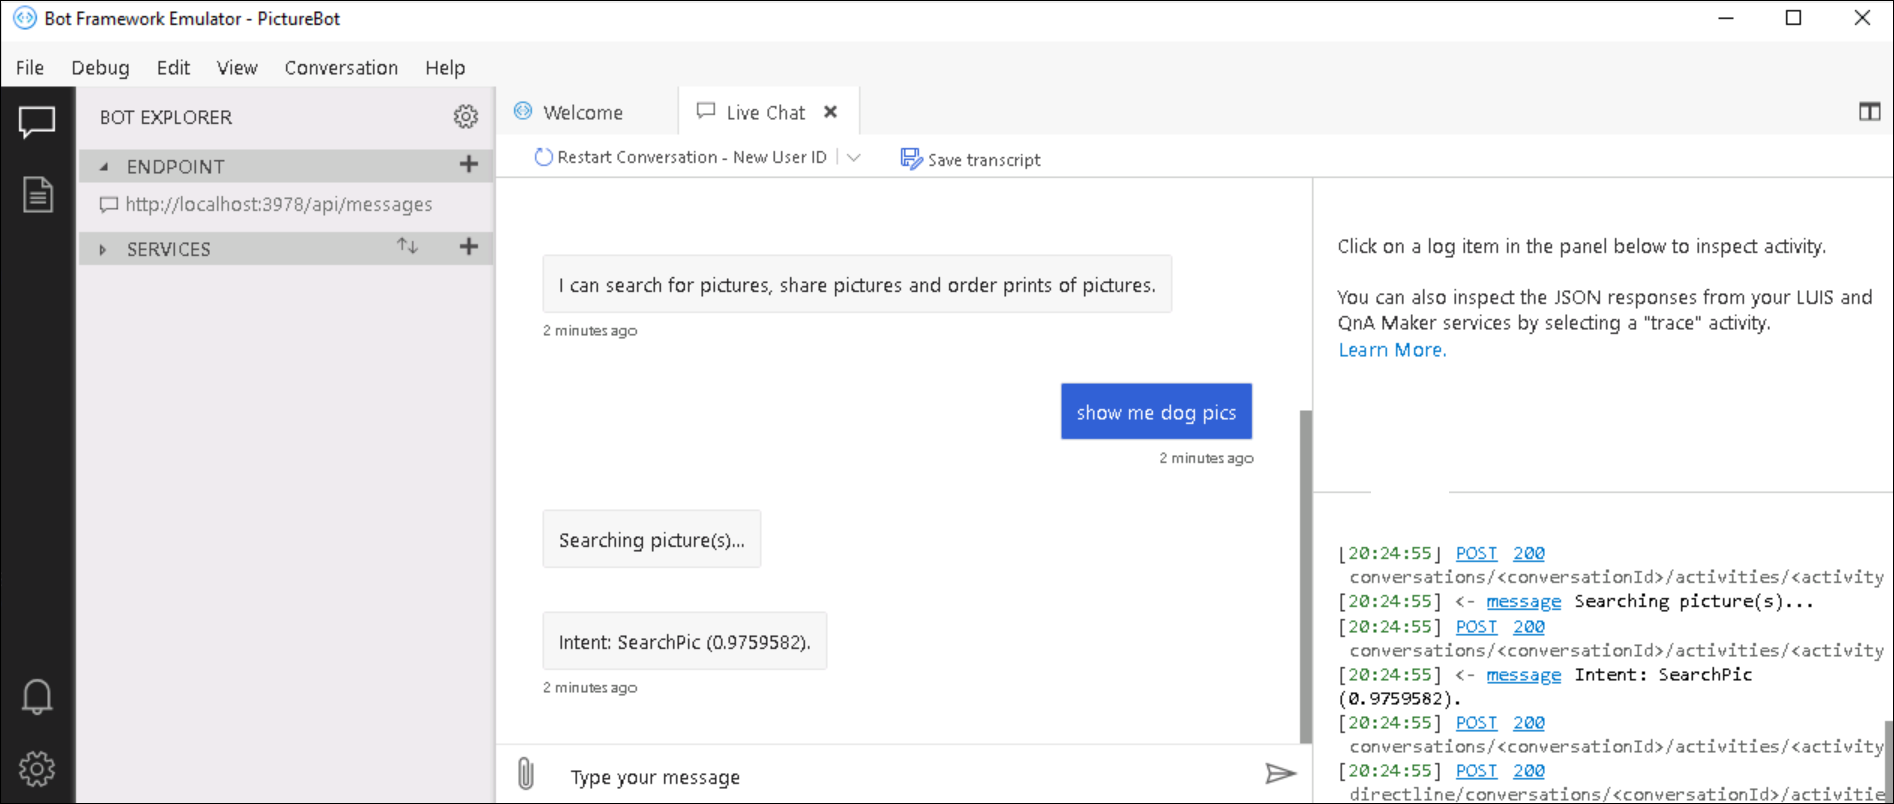 Bot Framework Emulator - PictureBot
File Debug Edit View Conversation Help
BOT EXPLORER
ENDPOINT
http://localhost:3978/api/messages
SERVICES
Welcome
Live Chat
Restart Conversation - New User ID
Save transcript
I can search for pictures, share pictures and order prints of pictures.
2 minutes ago
show me dog pics
2 minutes ago
Searching picture(s)...
Intent: SearchPic (0.9759582).
2 minutes ago
Type your message
Click on a log item in the panel below to inspect activity.
You can also inspect the JSON responses from your LUIS and
QnA Maker services by selecting a "trace" activity.
Learn More.
[20:24:55] POST 200
conversations/<conversationId>/activities/<activity
[20:24:55] <- message Searching picture(s)...
[20:24:55] POST 200
conversations/<conversationId>/activities/<activity
[20:24:55] <- message Intent: SearchPic
(0.9759582).
[20:24:55] POST 200
conversations/<conversationId>/activities/<activity
[20:24:55] POST 200
directline/conversations/<conversationId>/activitie